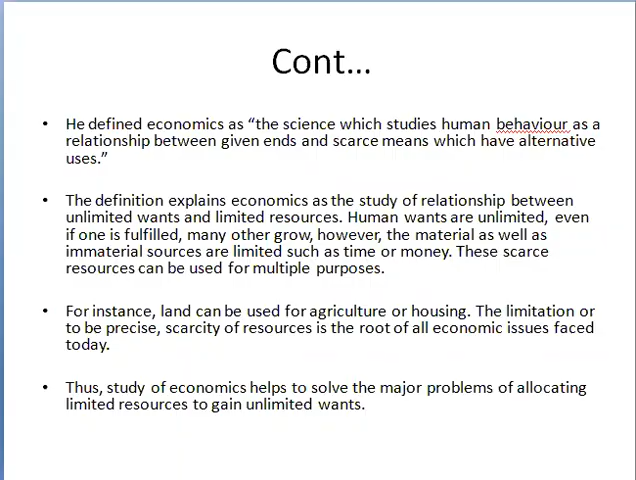 Cont...
• He defined economics as “the science which studies human behaviour as a
relationship between given ends and scarce means which have alternative
uses.”
• The definition explains economics as the study of relationship between
unlimited wants and limited resources. Human wants are unlimited, even
if one is fulfilled, many other grow, however, the material as well as
immaterial sources are limited such as time or money. These scarce
resources can be used for multiple purposes.
• For instance, land can be used for agriculture or housing. The limitation or
to be precise, scarcity of resources is the root of all economic issues faced
today.
• Thus, study of economics helps to solve the major problems of allocating
limited resources to gain unlimited wants.